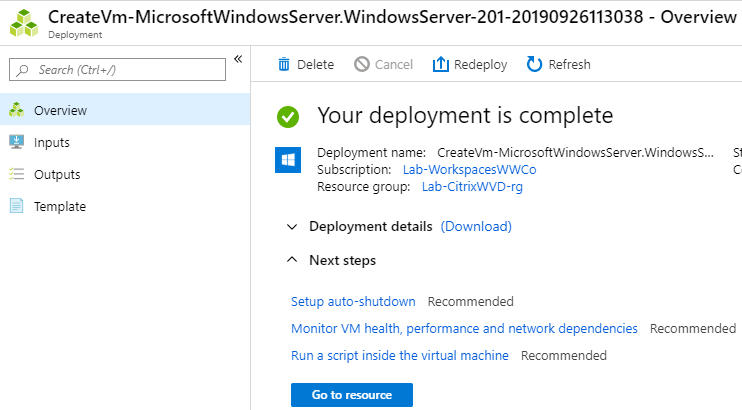 CreateVm-MicrosoftWindowsServer.WindowsServer-201-20190926113038 - Overview
Deployment
Search (Ctrl+/)
«
Delete
Cancel
Redeploy
Refresh
Overview
Inputs
Outputs
Template
Your deployment is complete
Deployment name: CreateVm-MicrosoftWindowsServer.WindowsS... St
Subscription: Lab-WorkspacesWWCo Co
Resource group: Lab-CitrixWVD-rg
Deployment details (Download)
Next steps
Setup auto-shutdown Recommended
Monitor VM health, performance and network dependencies Recommended
Run a script inside the virtual machine Recommended
Go to resource